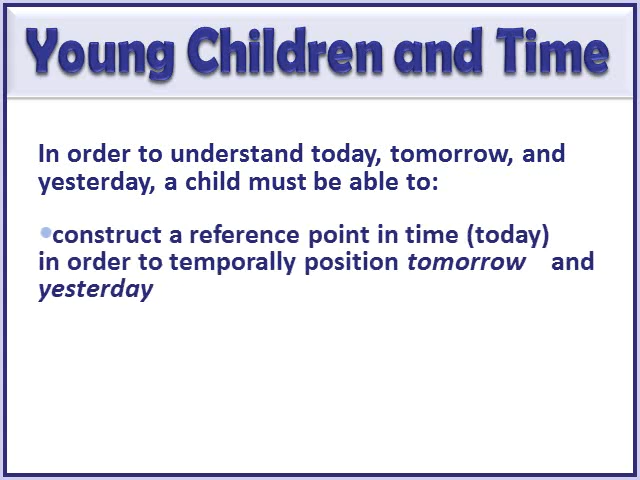 Young Children and Time
In order to understand today, tomorrow, and
yesterday, a child must be able to:
•construct a reference point in time (today)
in order to temporally position tomorrow and
yesterday